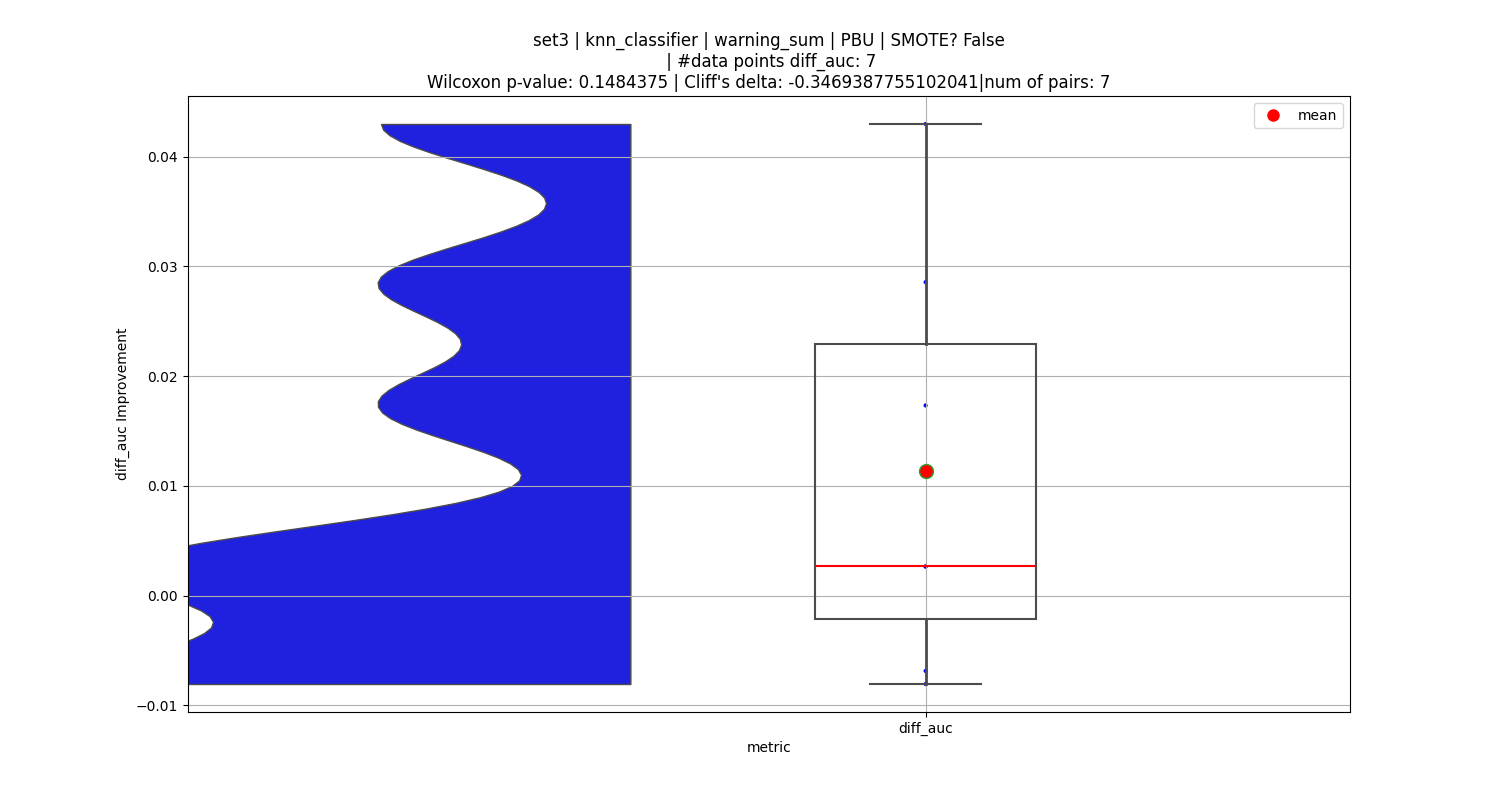 set3 | knn_classifier | warning_sum | PBU | SMOTE? False
| #data points diff_auc: 7
Wilcoxon p-value: 0.1484375 | Cliff's delta: -0.3469387755102041|num of pairs: 7
mean
0.04
0.03
0.02
0.01
0.00
−0.01
diff_auc Improvement
diff_auc
metric